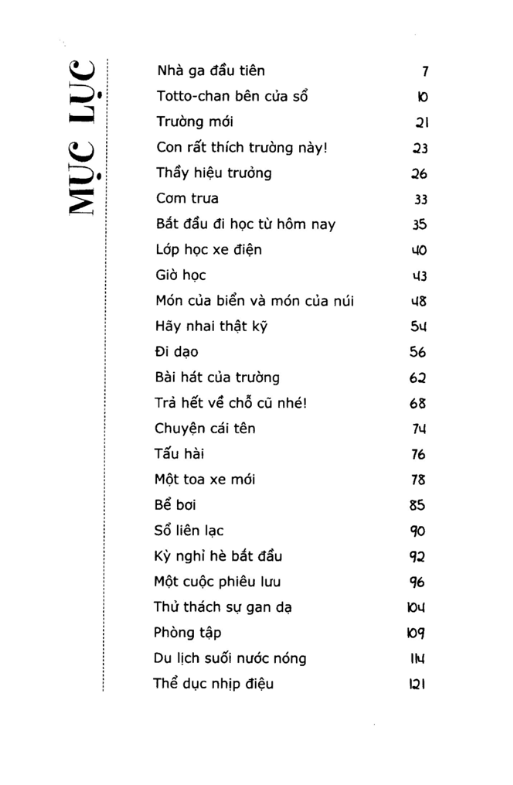 MỤC LỤC
Nhà ga đầu tiên 7
Totto-chan bên cửa sổ 10
Trường mới 21
Con rất thích trường này! 23
Thầy hiệu trưởng 26
Cơm trưa 33
Bắt đầu đi học từ hôm nay 35
Lớp học xe điện 40
Giờ học 43
Món của biển và món của núi 48
Hãy nhai thật kỹ 54
Đi dạo 56
Bài hát của trường 62
Trả hết về chỗ cũ nhé! 68
Chuyện cái tên 74
Tấu hài 76
Một toa xe mới 78
Bể bơi 85
Sổ liên lạc 90
Kỳ nghỉ hè bắt đầu 92
Một cuộc phiêu lưu 96
Thử thách sự gan dạ 104
Phòng tập 109
Du lịch suối nước nóng 114
Thể dục nhịp điệu 121